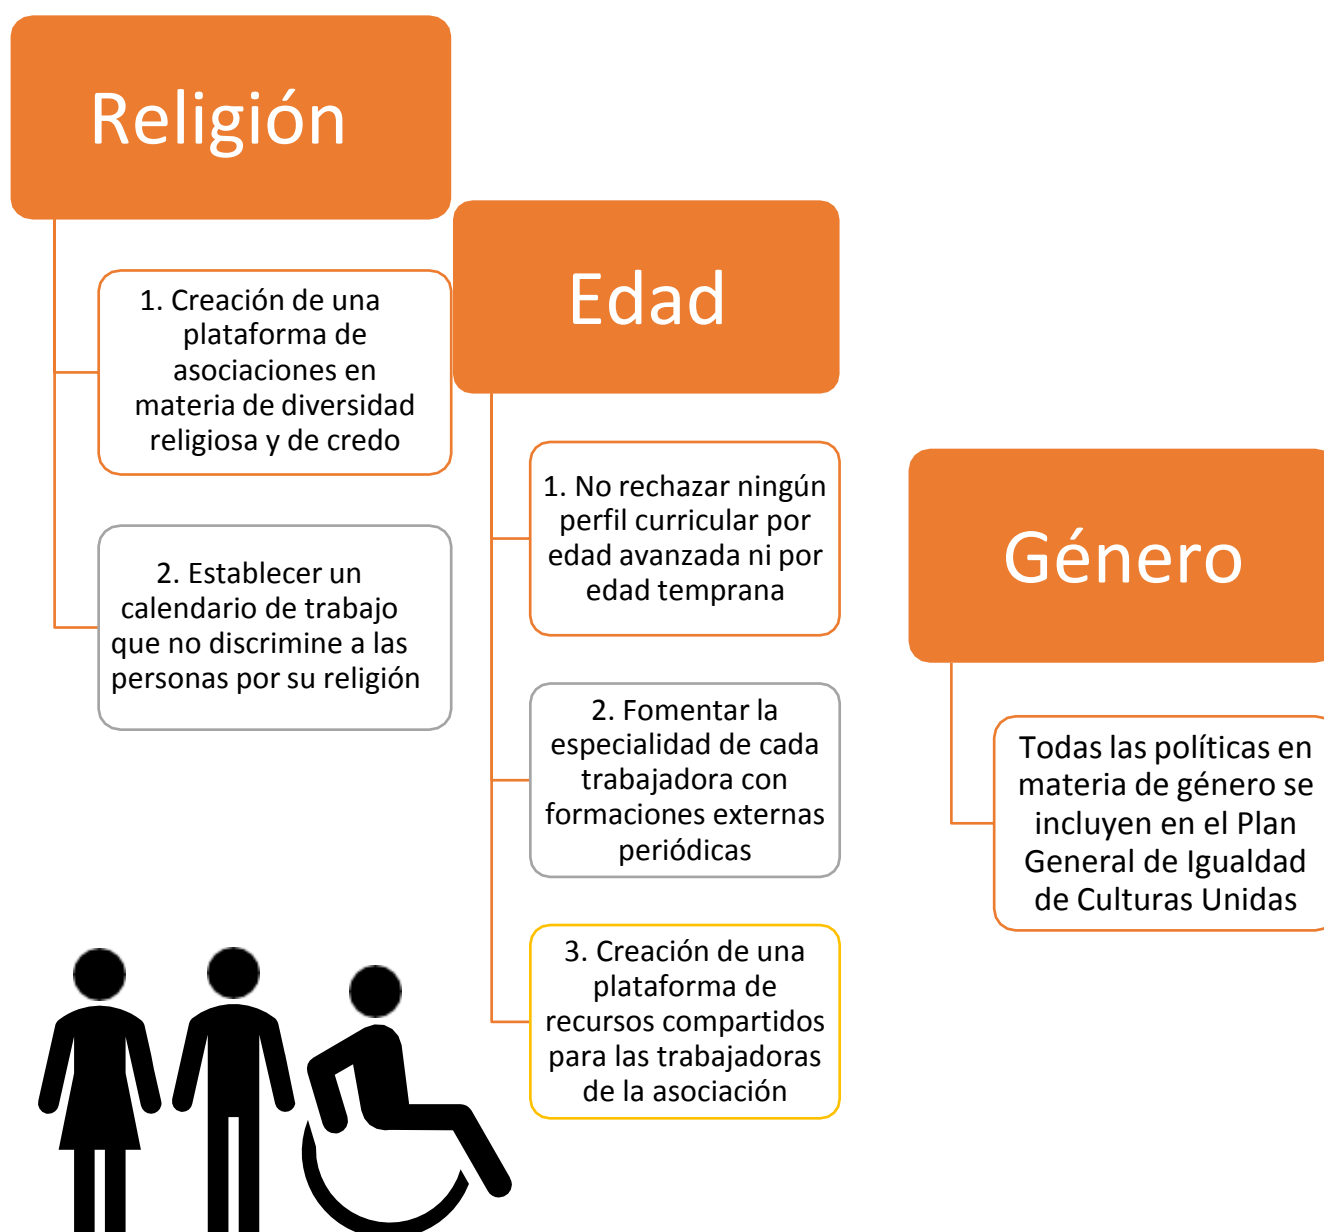 Religión
1. Creación de una
plataforma de
asociaciones en
materia de diversidad
religiosa y de credo
2. Establecer un
calendario de trabajo
que no discrimine a las
personas por su religión
Edad
1. No rechazar ningún
perfil curricular por
edad avanzada ni por
edad temprana
2. Fomentar la
especialidad de cada
trabajadora con
formaciones externas
periódicas
3. Creación de una
plataforma de
recursos compartidos
para las trabajadoras
de la asociación
Género
Todas las políticas en
materia de género se
incluyen en el Plan
General de Igualdad
de Culturas Unidas